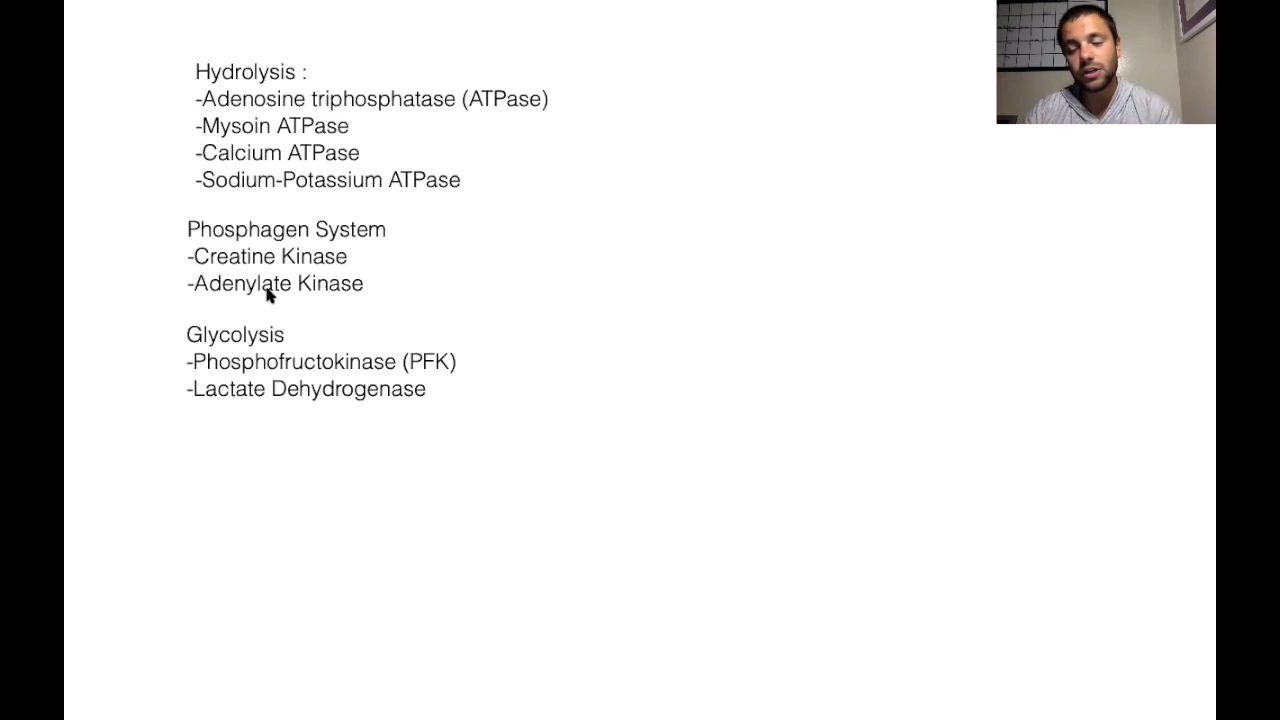 Hydrolysis :
-Adenosine triphosphatase (ATPase)
-Mysoin ATPase
-Calcium ATPase
-Sodium-Potassium ATPase
Phosphagen System
-Creatine Kinase
-Adenylate Kinase
Glycolysis
-Phosphofructokinase (PFK)
-Lactate Dehydrogenase